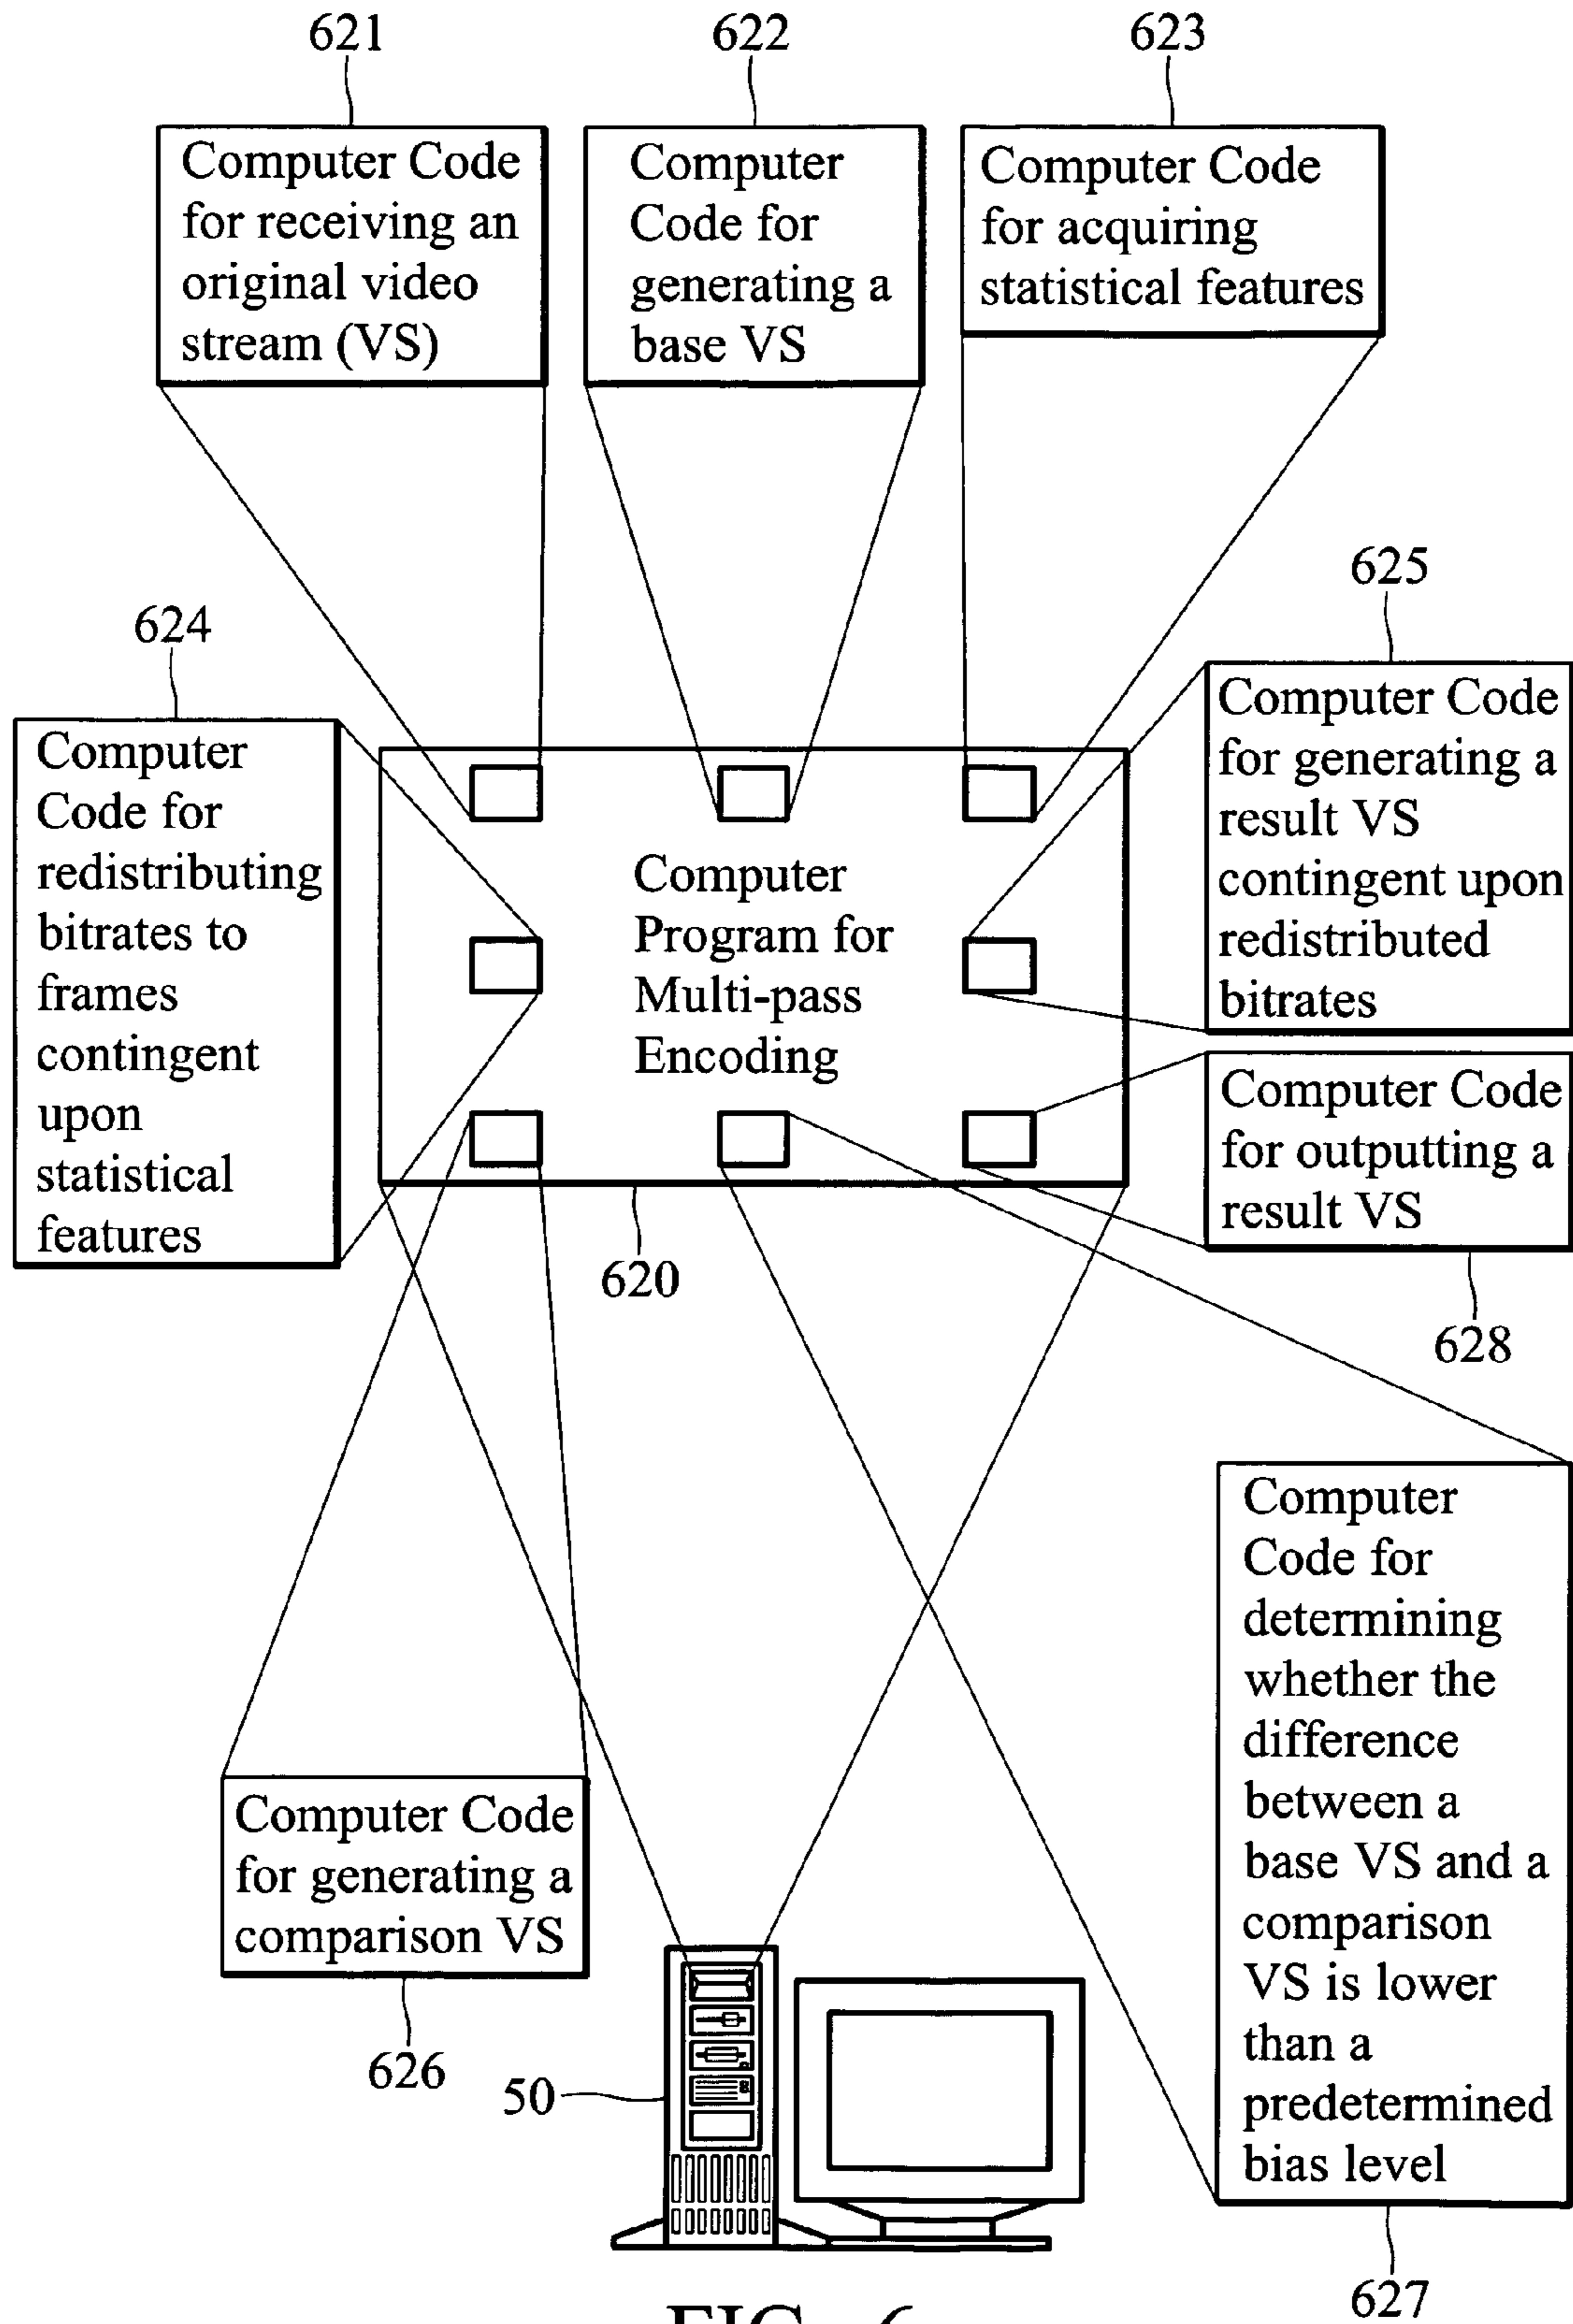 621
622
623
Computer Code
for receiving an
original video
stream (VS)
Computer
Code for
generating a
base VS
Computer Code
for acquiring
statistical features
624
625
Computer
Code for
redistributing
bitrates to
frames
contingent
upon
statistical
features
Computer
Program for
Multi-pass
Encoding
Computer Code
for generating a
result VS
contingent upon
redistributed
bitrates
Computer Code
for outputting a
result VS
620
628
Computer Code
for generating a
comparison VS
626
50
Computer
Code for
determining
whether the
difference
between a
base VS and a
comparison
VS is lower
than a
predetermined
bias level
627
FIG. 6